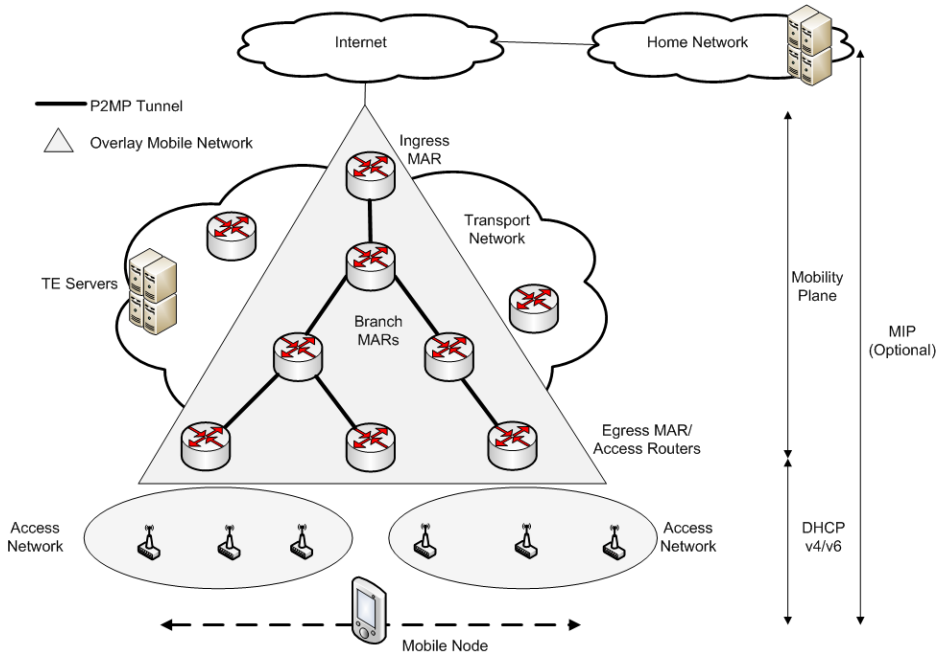 Internet
Home Network
P2MP Tunnel
Overlay Mobile Network
Ingress
MAR
Transport
Network
TE Servers
Branch
MARs
Mobility
Plane
MIP
(Optional)
Egress MAR/
Access Routers
Access
Network
Access
Network
DHCP
v4/v6
Mobile Node